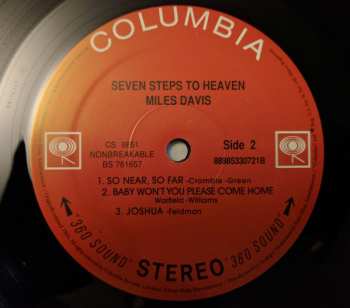 COLUMBIA
SEVEN STEPS TO HEAVEN
MILES DAVIS
CS 8851
NONBREAKABLE
BS 761657
Side 2
88985330721B
1. SO NEAR, SO FAR -Crombie -Green
2. BABY WON'T YOU PLEASE COME HOME
Warfield-Williams
3. JOSHUA -Feldman
"360 SOUND" STEREO "360 SOUND"